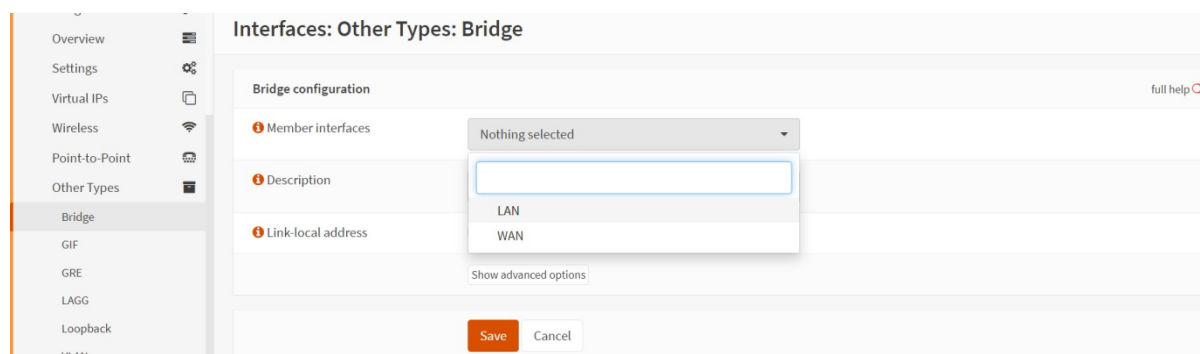 Interfaces: Other Types: Bridge
Overview
Settings
Virtual IPs
Wireless
Point-to-Point
Other Types
Bridge
GIF
GRE
LAGG
Loopback
Bridge configuration
full help
Member interfaces
Nothing selected
Description
LAN
WAN
Link-local address
Show advanced options
Save Cancel